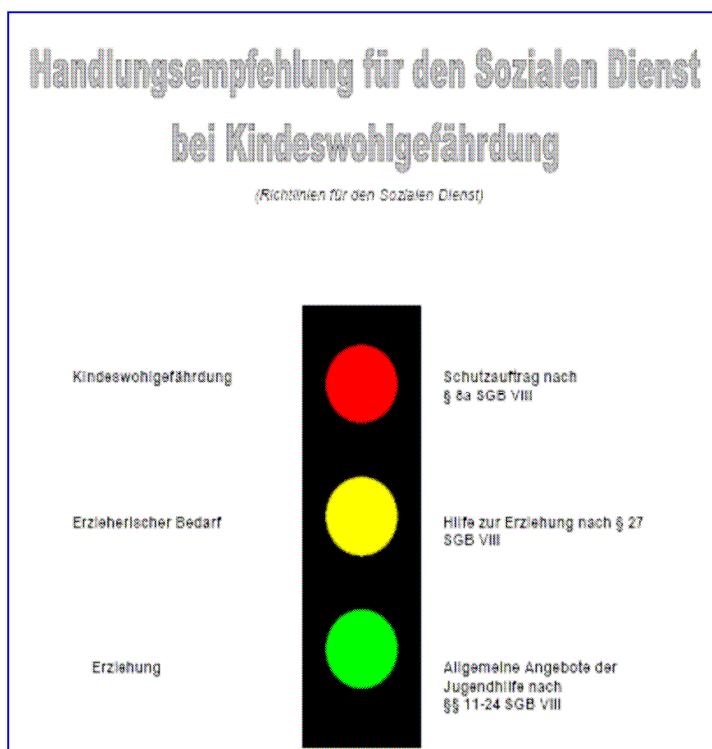 Handlungsempfehlung für den Sozialen Dienst
bei Kindeswohlgefährdung
(Richtlinien für den Sozialen Dienst)
Kindeswohlgefährdung
Schutzauftrag nach
§ 8a SGB VIII
Erzieherischer Bedarf
Hilfe zur Erziehung nach § 27
SGB VIII
Erziehung
Allgemeine Angebote der
Jugendhilfe nach
§§ 11-24 SGB VIII